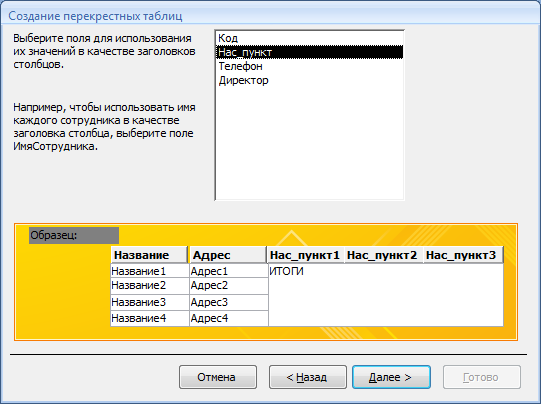 Создание перекрестных таблиц
Выберите поля для использования
их значений в качестве заголовков
столбцов.
Например, чтобы использовать имя
каждого сотрудника в качестве
заголовка столбца, выберите поле
ИмяСотрудника.
Код
Нас_пункт
Телефон
Директор
Образец:
Название Адрес Нас_пункт1 Нас_пункт2 Нас_пункт3
Название1 Адрес1 ИТОГИ
Название2 Адрес2
Название3 Адрес3
Название4 Адрес4
Отмена < Назад Далее > Готово